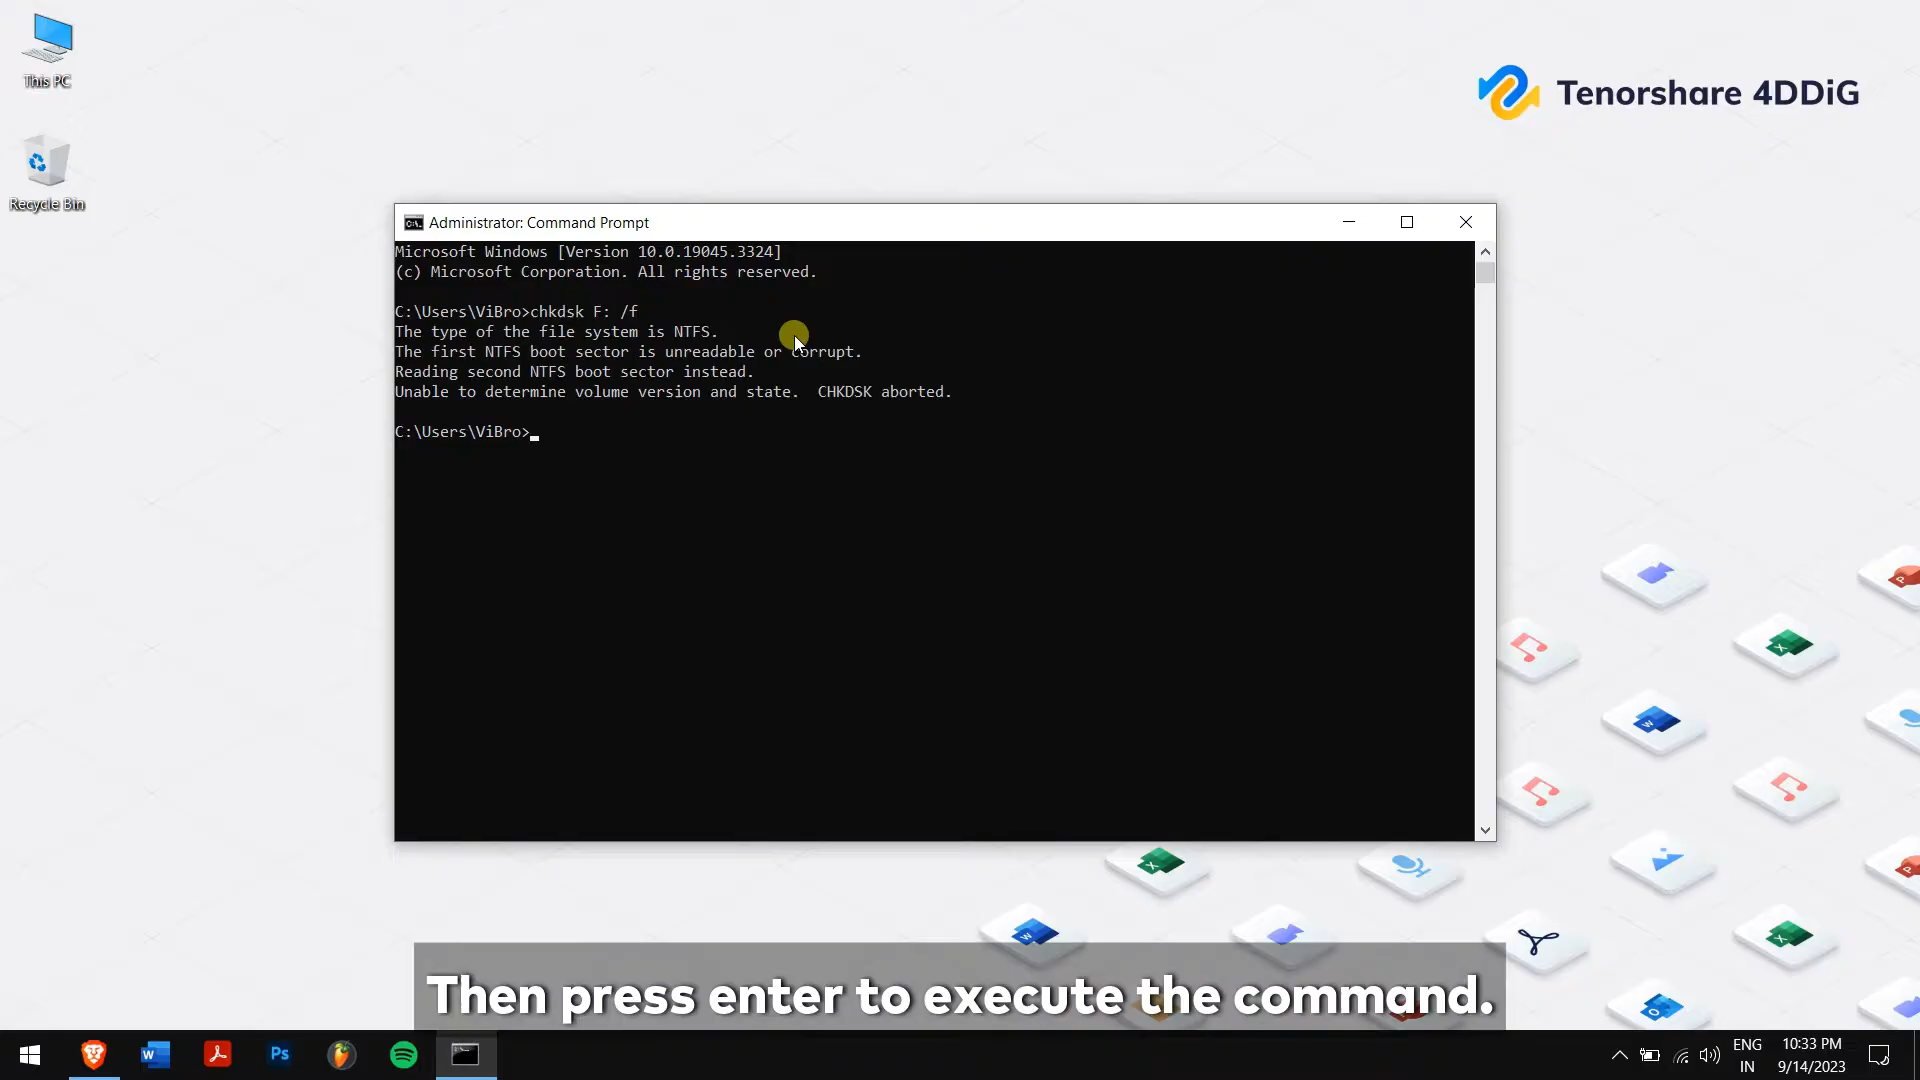 This PC
Recycle Bin
Tenorshare 4DDiG
Administrator: Command Prompt
Microsoft Windows [Version 10.0.19045.3324]
(c) Microsoft Corporation. All rights reserved.
C:\Users\ViBro>chkdsk F: /f
The type of the file system is NTFS.
The first NTFS boot sector is unreadable or corrupt.
Reading second NTFS boot sector instead.
Unable to determine volume version and state.  CHKDSK aborted.
C:\Users\ViBro>
Then press enter to execute the command.
ENG
IN
10:33 PM
9/14/2023